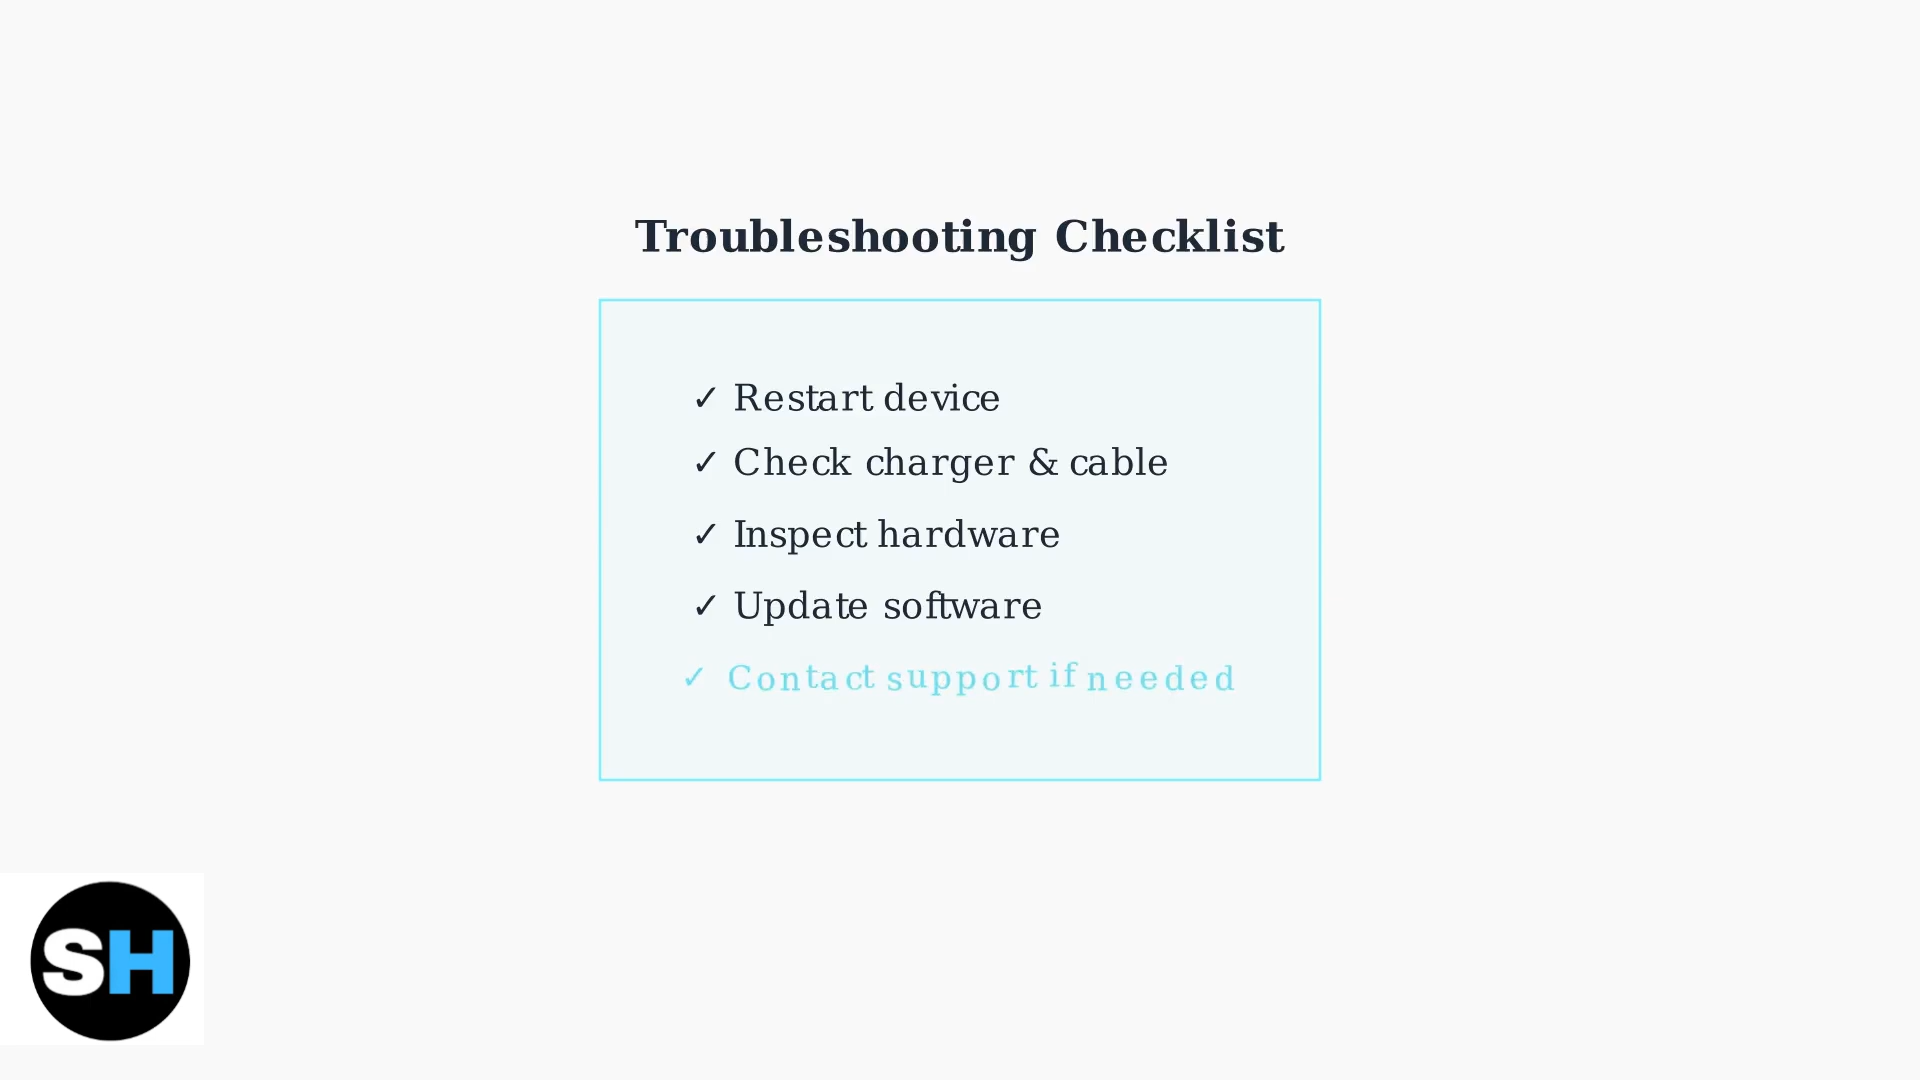 Troubleshooting Checklist
✓ Restart device
✓ Check charger & cable
✓ Inspect hardware
✓ Update software
✓ Contact support if needed
SH